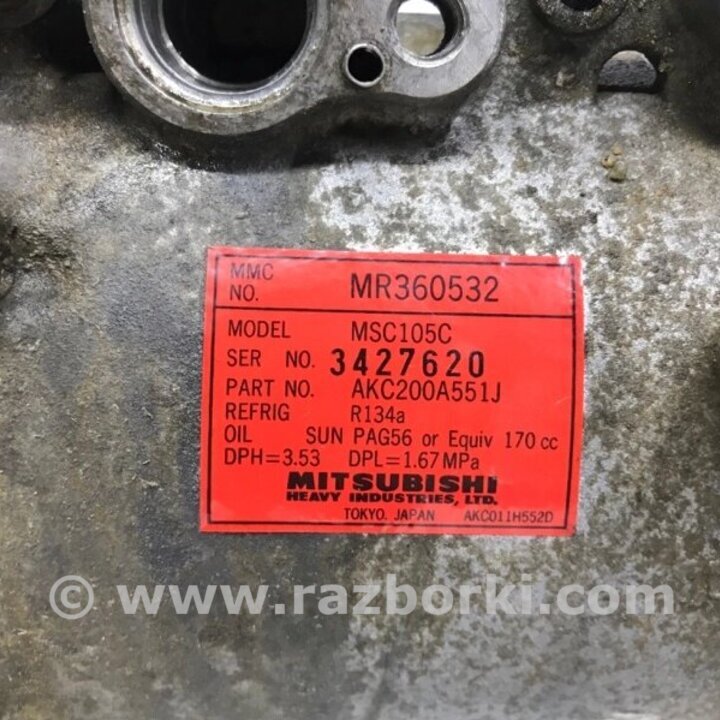 MMC NO. MR360532
MODEL MSC105C
SER NO. 3427620
PART NO. AKC200A551J
REFRIG R134a
OIL SUN PAG56 or Equiv 170 cc
DPH=3.53 DPL=1.67 MPa
MITSUBISHI
HEAVY INDUSTRIES, LTD.
TOKYO. JAPAN AKC011H552D
© www.razborki.com